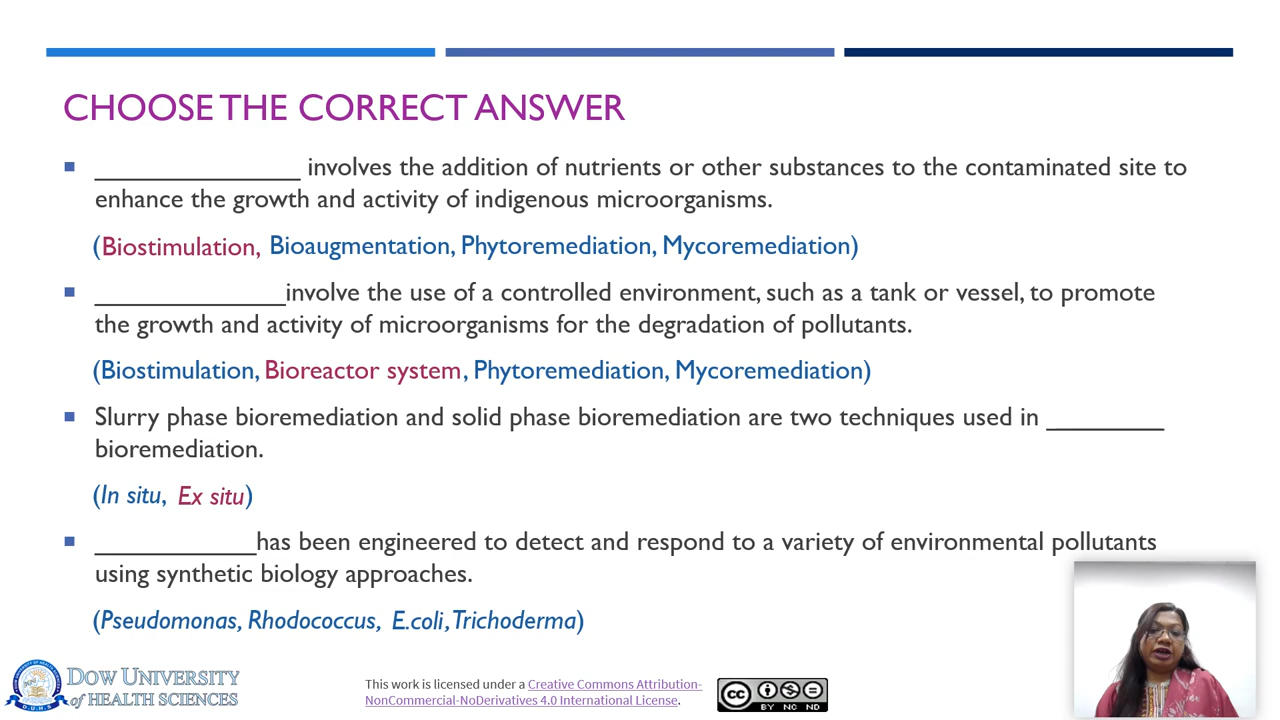 CHOOSE THE CORRECT ANSWER
_______________ involves the addition of nutrients or other substances to the contaminated site to
enhance the growth and activity of indigenous microorganisms.
(Biostimulation, Bioaugmentation, Phytoremediation, Mycoremediation)
______________involve the use of a controlled environment, such as a tank or vessel, to promote
the growth and activity of microorganisms for the degradation of pollutants.
(Biostimulation, Bioreactor system, Phytoremediation, Mycoremediation)
Slurry phase bioremediation and solid phase bioremediation are two techniques used in _________
bioremediation.
(In situ, Ex situ)
____________has been engineered to detect and respond to a variety of environmental pollutants
using synthetic biology approaches.
(Pseudomonas, Rhodococcus, E.coli, Trichoderma)
DOW UNIVERSITY
of HEALTH SCIENCES
D.U.H.S
This work is licensed under a Creative Commons Attribution-
NonCommercial-NoDerivatives 4.0 International License.
cc
BY NC ND